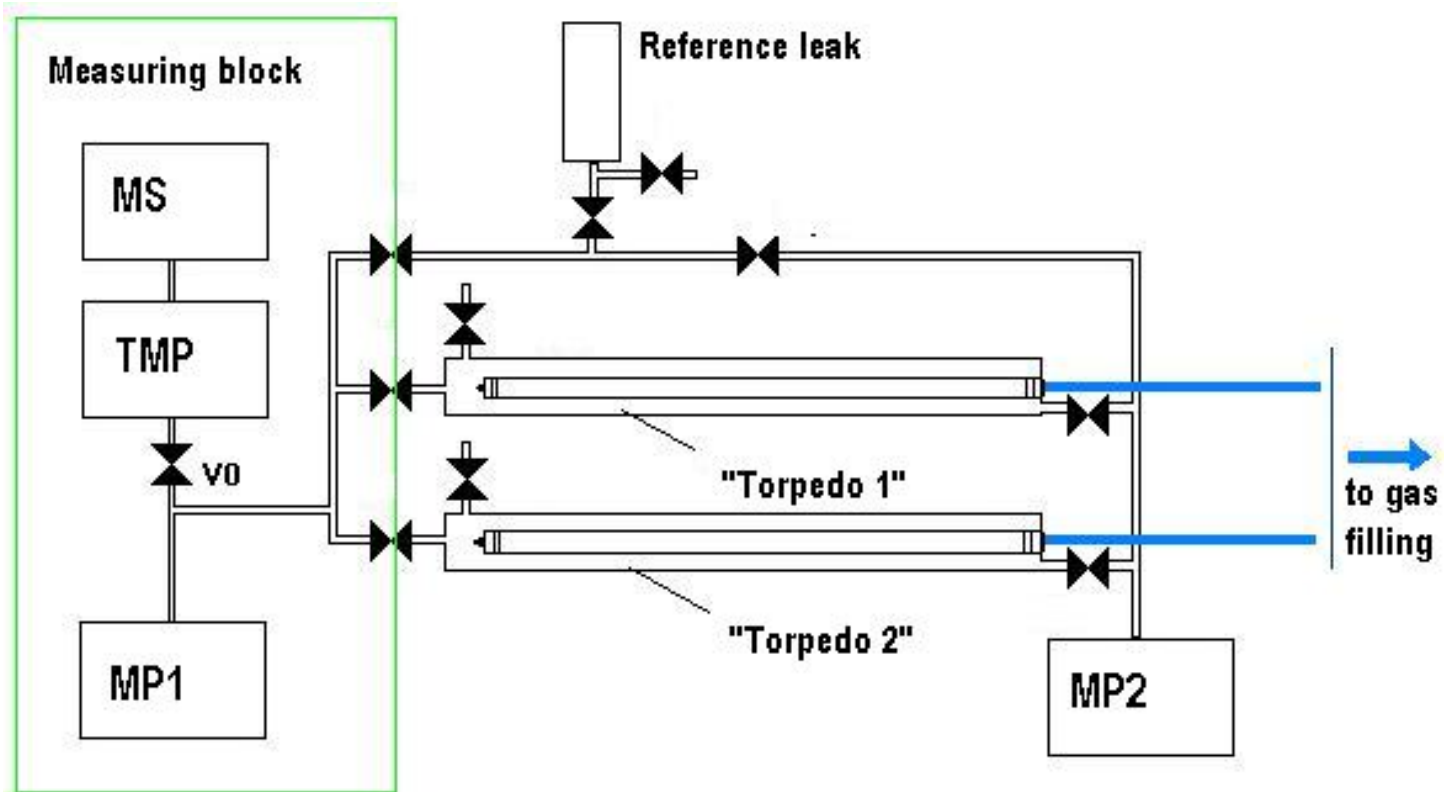 Measuring block
Reference leak
MS
TMP
V0
"Torpedo 1"
to gas
filling
"Torpedo 2"
MP1
MP2